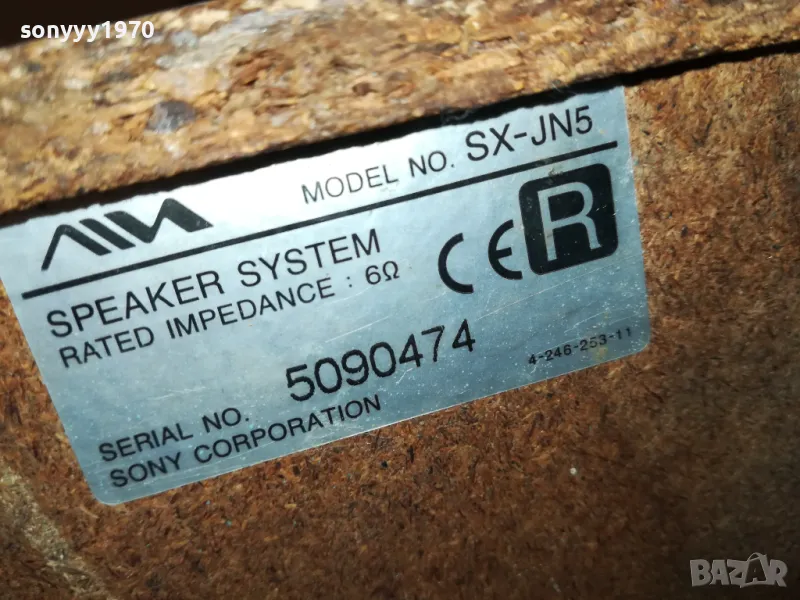 sonyyy1970
AIWA
MODEL NO. SX-JN5
SPEAKER SYSTEM
RATED IMPEDANCE : 6Ω
CE R
SERIAL NO. 5090474
4-246-253-11
SONY CORPORATION
BAZAR